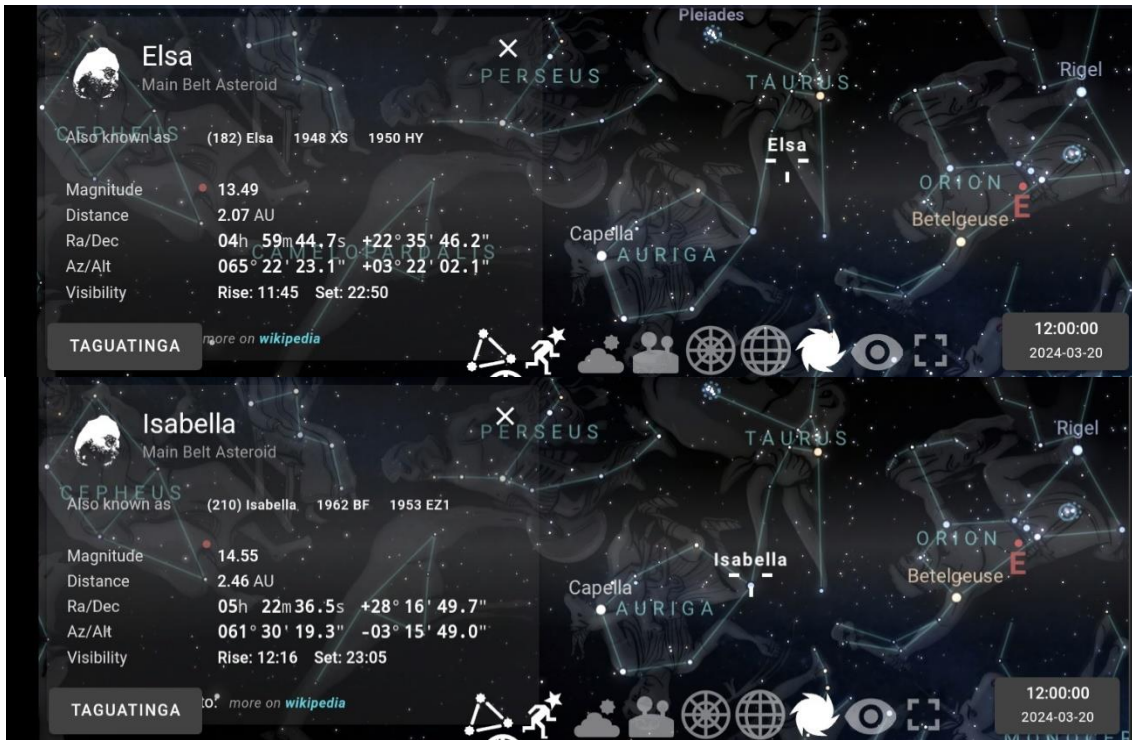 Pleiades
Elsa
Main Belt Asteroid
PERSEUS
TAURUS
Rigel
CEPHEUS
Also known as (182) Elsa 1948 XS 1950 HY
Elsa
Magnitude 13.49
ORION
Distance 2.07 AU
E
Betelgeuse
Ra/Dec 04h 59m44.7s +22° 35' 46.2"
Capella
CAMELOPARDALIS
AURIGA
Az/Alt 065° 22' 23.1" +03° 22' 02.1"
Visibility Rise: 11:45 Set: 22:50
TAGUATINGA
more on wikipedia
12:00:00
2024-03-20
Isabella
Main Belt Asteroid
PERSEUS
TAURUS
Rigel
CEPHEUS
Also known as (210) Isabella 1962 BF 1953 EZ1
ORION
E
Isabella
Magnitude 14.55
Betelgeuse
Distance 2.46 AU
Capella
AURIGA
Ra/Dec 05h 22m36.5s +28° 16' 49.7"
Az/Alt 061° 30' 19.3" -03° 15' 49.0"
Visibility Rise: 12:16 Set: 23:05
TAGUATINGA
to. more on wikipedia
12:00:00
2024-03-20